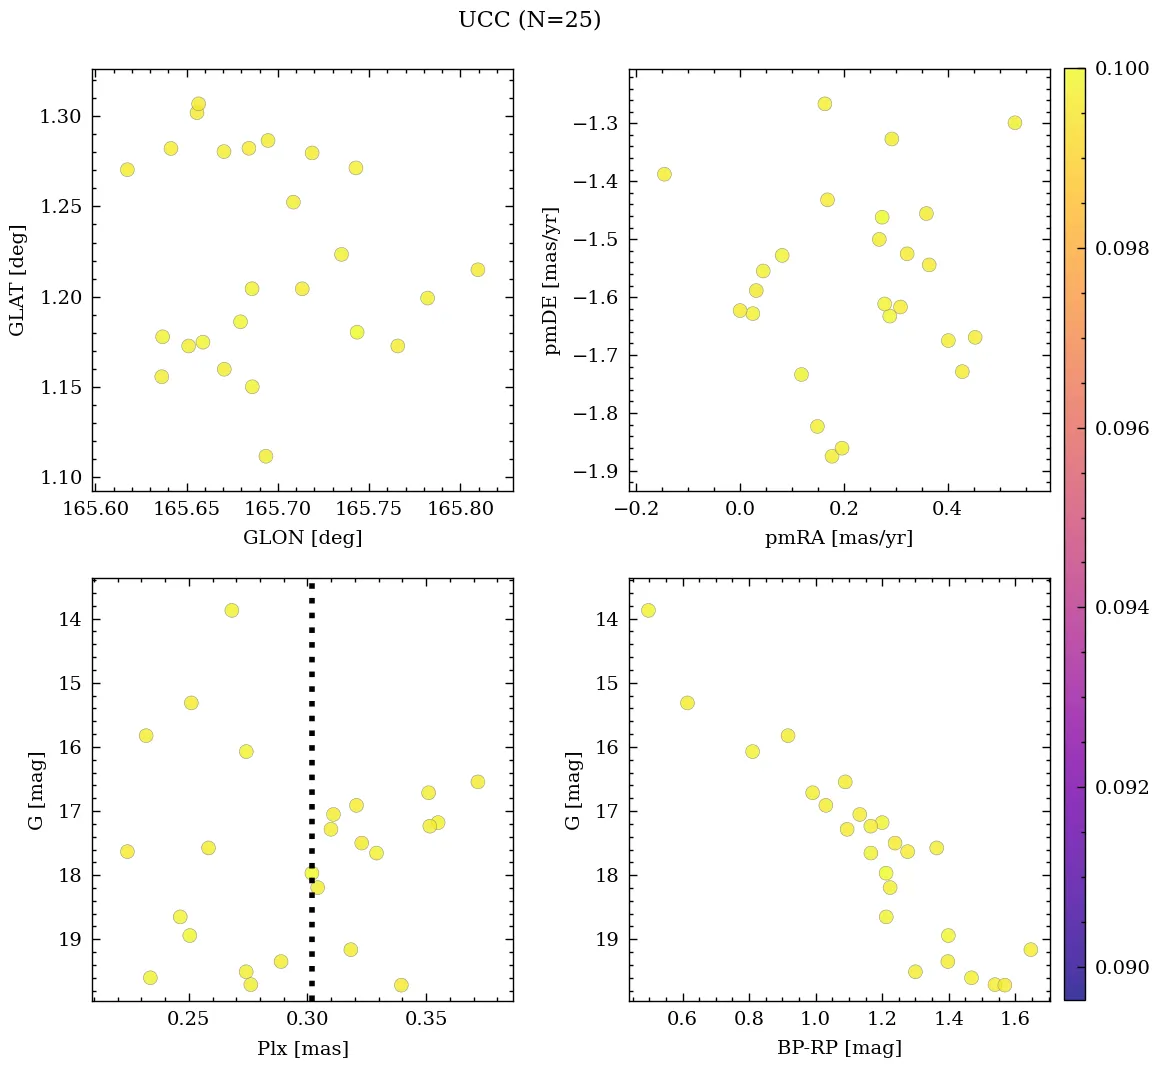 UCC (N=25)
1.30
1.25
1.20
1.15
1.10
GLAT [deg]
165.60 165.65 165.70 165.75 165.80
GLON [deg]
−1.3
−1.4
−1.5
−1.6
−1.7
−1.8
−1.9
pmDE [mas/yr]
−0.2 0.0 0.2 0.4
pmRA [mas/yr]
14
15
16
17
18
19
G [mag]
0.25 0.30 0.35
Plx [mas]
14
15
16
17
18
19
G [mag]
0.6 0.8 1.0 1.2 1.4 1.6
BP-RP [mag]
0.100
0.098
0.096
0.094
0.092
0.090